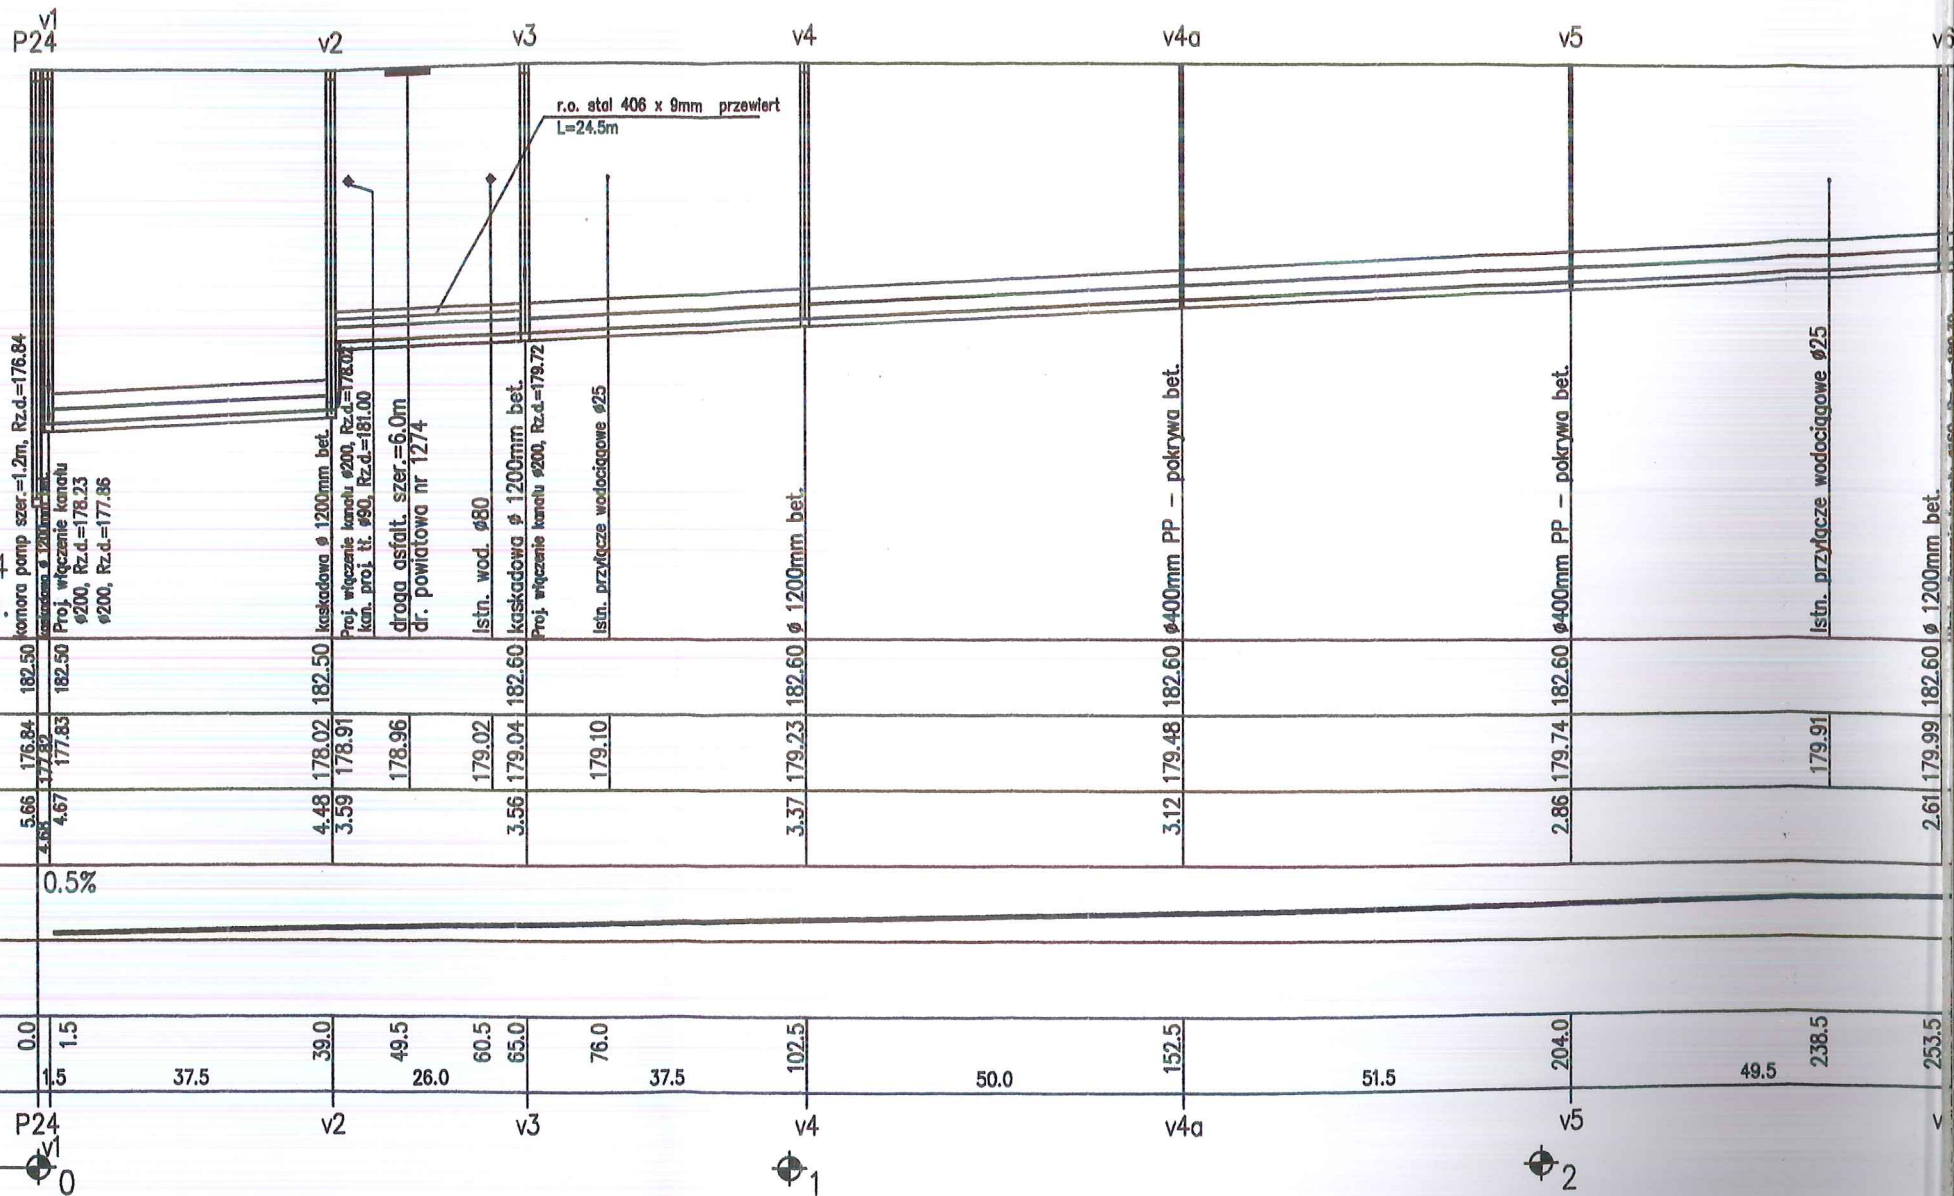 v1
P24
v2
v3
v4
v4a
v5
r.o. stal 406 x 9mm przewiert
L=24.5m
komora pomp szer.=1.2m, Rz.d.=176.84
Proj. włączenie kanału
ø200, Rz.d.=178.23
ø200, Rz.d.=177.86
kaskadowa ø 1200mm bet.
Proj. włączenie kanału ø200, Rz.d.=178.02
kan. proj. tł. ø90, Rz.d.=181.00
droga asfalt. szer.=6.0m
dr. powiatowa nr 1274
Istn. wod. ø80
kaskadowa ø 1200mm bet.
Proj. włączenie kanału ø200, Rz.d.=179.72
Istn. przyłącze wodociągowe ø25
ø 1200mm bet.
ø400mm PP - pokrywa bet.
ø400mm PP - pokrywa bet.
Istn. przyłącze wodociągowe ø25
ø 1200mm bet.
182.50
182.50
182.50
182.60
182.60
182.60
182.60
182.60
176.84
177.82
177.83
178.02
178.91
178.96
179.02
179.04
179.10
179.23
179.48
179.74
179.91
179.99
5.66
4.68
4.67
4.48
3.59
3.56
3.37
3.12
2.86
2.61
0.5%
0.0
1.5
39.0
49.5
60.5
65.0
76.0
102.5
152.5
204.0
238.5
253.5
1.5
37.5
26.0
37.5
50.0
51.5
49.5
P24
v1
v2
v3
v4
v4a
v5
v
0
1
2